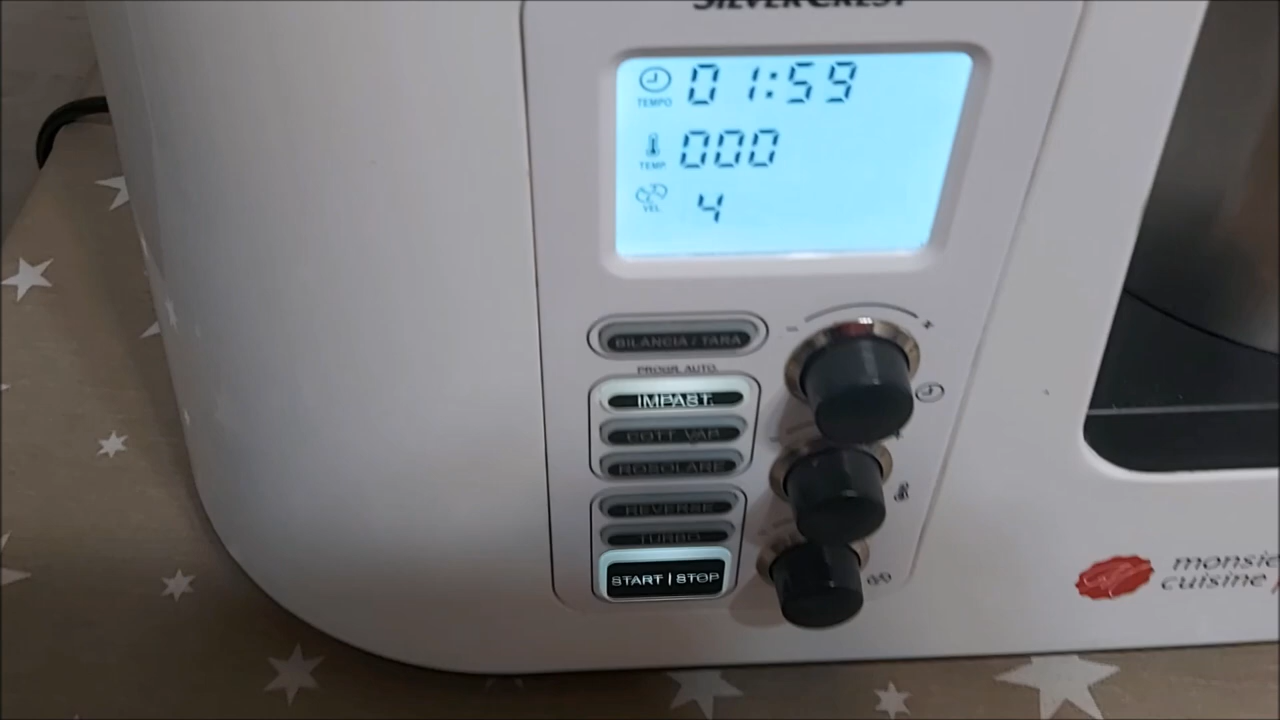 SILVERCREST
TEMPO 01:59
TEMP. 000
VEL. 4
BILANCIA / TARA
- +
PROGR. AUTO.
IMPAST.
COTT VAP
ROSOLARE
REVERSE
TURBO
START | STOP
monsie
cuisine